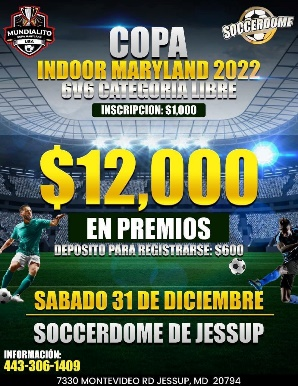 MUNDIALITO
USA
SOCCERDOME
COPA
INDOOR MARYLAND 2022
6V6 CATEGORIA LIBRE
INSCRIPCION: $1,000
$12,000
EN PREMIOS
DEPOSITO PARA REGISTRARSE: $600
SABADO 31 DE DICIEMBRE
SOCCERDOME DE JESSUP
INFORMACIÓN:
443-306-1409
7330 MONTEVIDEO RD JESSUP, MD 20794